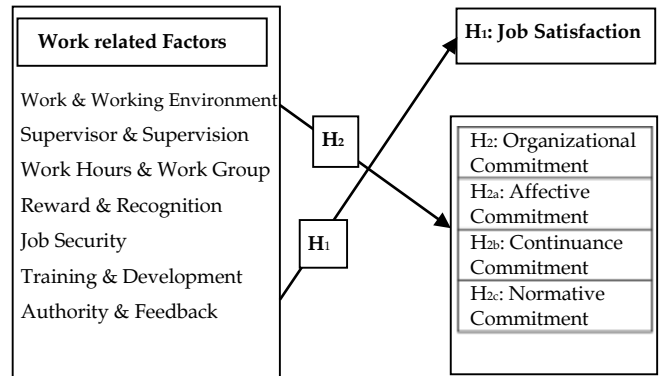 Work related Factors
Work & Working Environment
Supervisor & Supervision
Work Hours & Work Group
Reward & Recognition
Job Security
Training & Development
Authority & Feedback
H2
H1
H1: Job Satisfaction
H2: Organizational
Commitment
H2a: Affective
Commitment
H2b: Continuance
Commitment
H2c: Normative
Commitment